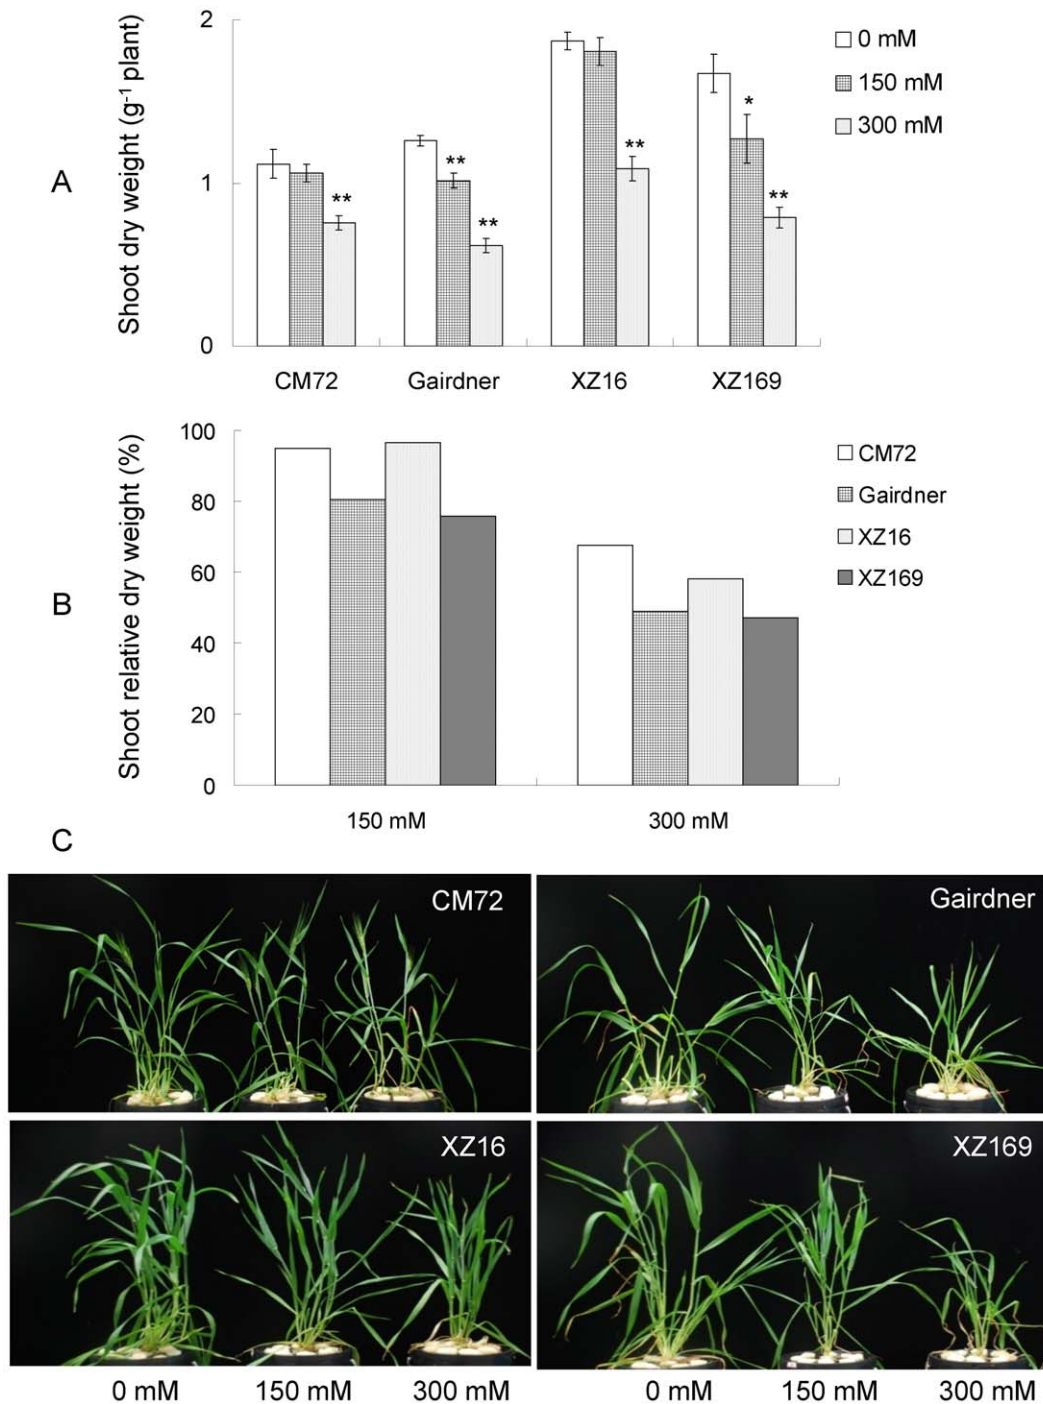 A
Shoot dry weight (g⁻¹ plant)
2
1
0
**
**
**
**
*
**
CM72
Gairdner
XZ16
XZ169
0 mM
150 mM
300 mM
B
Shoot relative dry weight (%)
100
80
60
40
20
0
150 mM
300 mM
CM72
Gairdner
XZ16
XZ169
C
CM72
Gairdner
XZ16
XZ169
0 mM 150 mM 300 mM 0 mM 150 mM 300 mM